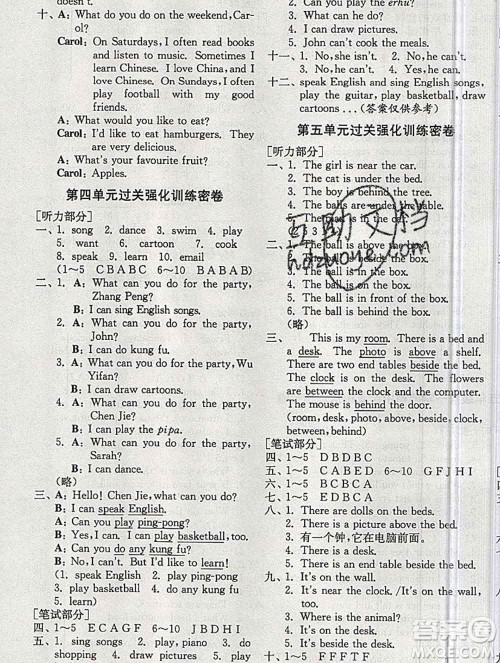 doesn't.
十、A: What do you do on the weekend, Car-
ol?
Carol: On Saturdays, I often read books
and listen to music. Sometimes I
learn Chinese. I love China, and I
love Chinese. On Sundays, I often
play football with my good
friends.
A: What would you like to eat?
Carol: I'd like to eat hamburgers. They
are very delicious.
A: What's your favourite fruit?
Carol: Apples.
第四单元过关强化训练密卷
[听力部分]
一、1. song 2. dance 3. swim 4. play
5. want 6. cartoon 7. cook
8. speak 9. learn 10. email
(1~5 CBABC 6~10 ABCAB)
二、1. A: What can you do for the party,
Zhang Peng?
B: I can sing English songs.
2. A: What can you do for the party,
John?
B: I can do kung fu.
3. A: What can you do for the party, Wu
Yifan?
B: I can draw cartoons.
4. A: What can you do for the party,
Chen Jie?
B: I can play the pipa.
5. A: What can you do for the party,
Sarah?
B: I can dance.
(略)
三、A: Hello! Chen Jie, what can you do?
B: I can speak English.
A: Can you play ping-pong?
B: Yes, I can. I can play basketball, too.
A: Can you do any kung fu?
B: No, I can't. But I'd like to learn!
(1. speak English 2. play ping-pong
3. play basketball 4. do any kung fu
5. learn)
[笔试部分]
四、1~5 ECAGF 6~10 JBDHI
五、1. sing songs 2. play, piano 3. do
2. Can you play the erhu?
3. I can draw pictures.
5. John can't cook the meals.
十一、1. No, she isn't. 2. No, he isn't.
3. No, he can't. 4. Yes, he can.
十二、speak English and sing English songs,
play the guitar, play basketball, draw
cartoons ...(答案仅供参考)
第五单元过关强化训练密卷
[听力部分]
一、1. The girl is near the car.
2. The cat is on the bed.
3. The boy is behind the tree.
4. The balls are under the table.
二、1. The ball is above the box.
2. The ball is beside the box.
3. The ball is in the box.
4. The ball is on the box.
5. The ball is in front of the box.
6. The ball is behind the box.
(略)
三、This is my room. There is a bed and
a desk. The photo is above a shelf.
There are two end tables beside the bed.
The clock is on the desk. The flowers
are between the clock and the computer.
The mouse is behind the door.
(room, desk, photo, above, beside,
clock, between, behind)
[笔试部分]
四、1~5 DBDBC
五、1~5 CABED 6~10 GFJHI
六、1~5 BCBCA
七、1~5 EDBCA
八、1. There are dolls on the beds.
2. There is a picture above the bed.
3. 有一个钟,它在电脑前面。
4. There is a desk.
5. There is a clock.
九、1. It's on the wall.
2. It's near the clock./It's on the wall,
too.
3. Where is the animal?
4. It's on the desk.
5. It's on the bed.
十、1~5 FFFTF